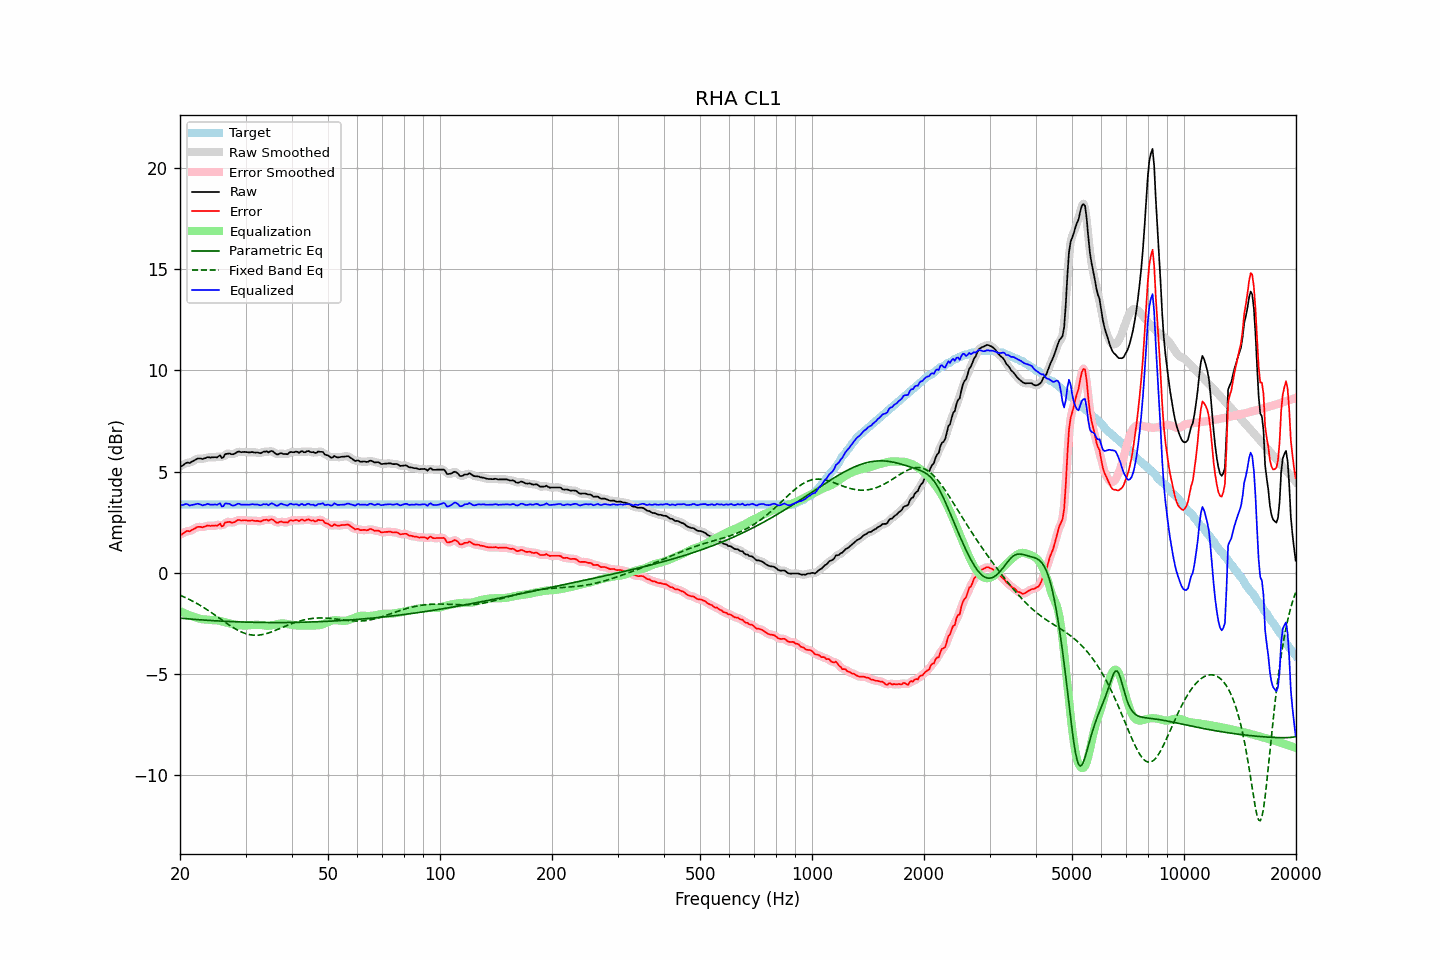 RHA CL1
Target
Raw Smoothed
Error Smoothed
Raw
Error
Equalization
Parametric Eq
Fixed Band Eq
Equalized
Amplitude (dBr)
20
15
10
5
0
−5
−10
20 50 100 200 500 1000 2000 5000 10000 20000
Frequency (Hz)